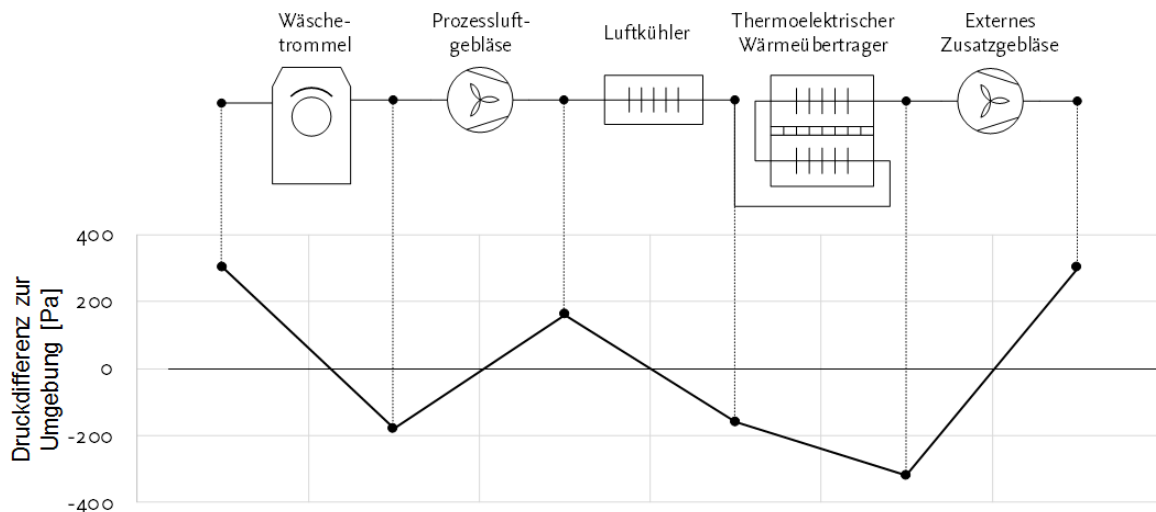 Wäsche-
trommel
Prozessluft-
gebläse
Luftkühler
Thermoelektrischer
Wärmeübertrager
Externes
Zusatzgebläse
Druckdifferenz zur
Umgebung [Pa]
400
200
0
-200
-400